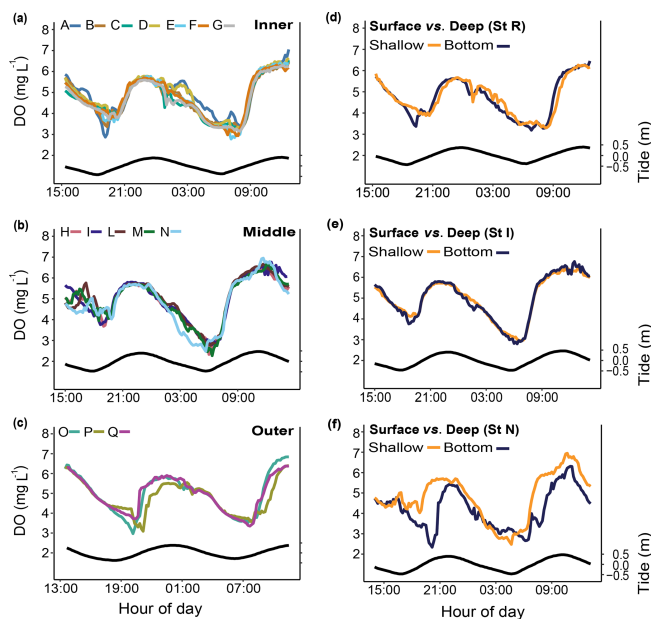 (a)
A B C D E F G Inner
8
7
6
5
4
3
2
DO (mg L⁻¹)
15:00 21:00 03:00 09:00
(b)
H I L M N Middle
8
7
6
5
4
3
2
DO (mg L⁻¹)
15:00 21:00 03:00 09:00
(c)
O P Q Outer
8
7
6
5
4
3
2
DO (mg L⁻¹)
13:00 19:00 01:00 07:00
Hour of day
(d)
Surface vs. Deep (St R)
Shallow Bottom
8
7
6
5
4
3
2
0.5
0.0
−0.5
Tide (m)
15:00 21:00 03:00 09:00
(e)
Surface vs. Deep (St I)
Shallow Bottom
8
7
6
5
4
3
2
0.5
0.0
−0.5
Tide (m)
15:00 21:00 03:00 09:00
(f)
Surface vs. Deep (St N)
Shallow Bottom
8
7
6
5
4
3
2
0.5
0.0
−0.5
Tide (m)
15:00 21:00 03:00 09:00
Hour of day